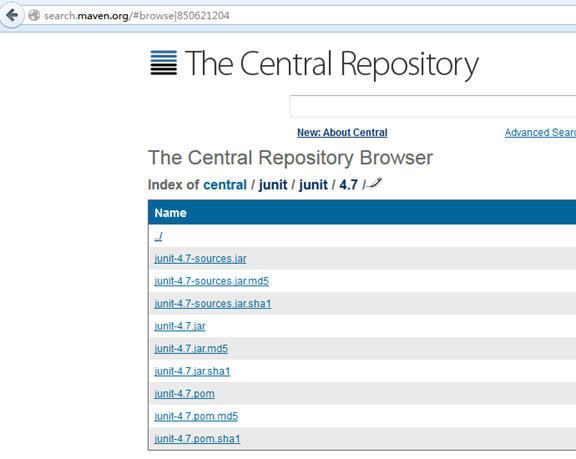 search.maven.org/#browse|850621204
The Central Repository
New: About Central Advanced Sear
The Central Repository Browser
Index of central / junit / junit / 4.7 /
Name
../
junit-4.7-sources.jar
junit-4.7-sources.jar.md5
junit-4.7-sources.jar.sha1
junit-4.7.jar
junit-4.7.jar.md5
junit-4.7.jar.sha1
junit-4.7.pom
junit-4.7.pom.md5
junit-4.7.pom.sha1